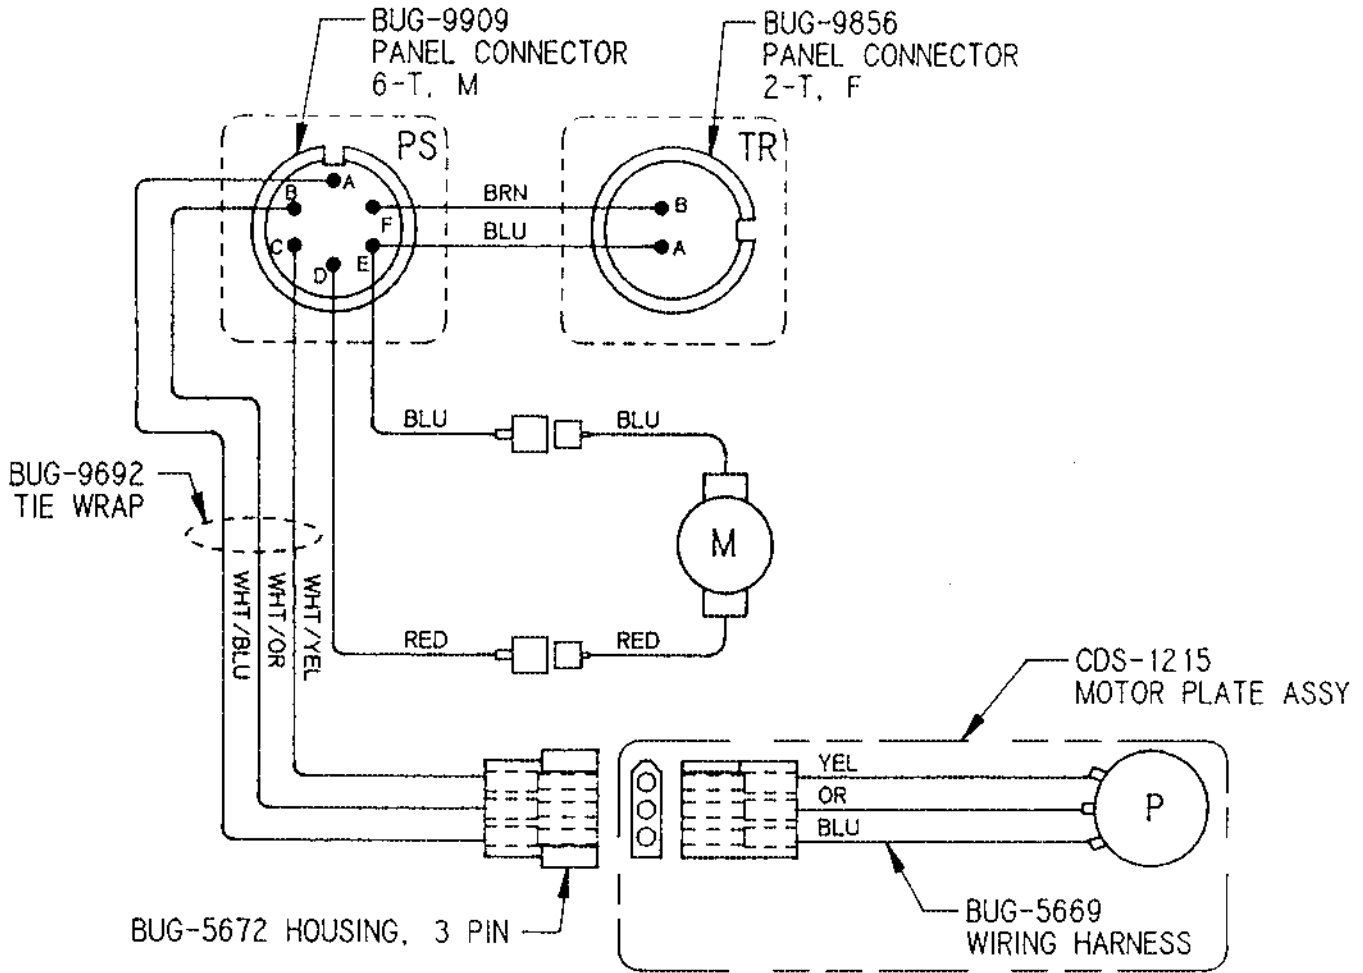 BUG-9909
PANEL CONNECTOR
6-T, M
BUG-9856
PANEL CONNECTOR
2-T, F
PS
TR
A
B
C
D
E
F
BRN
BLU
B
A
BLU
BLU
BUG-9692
TIE WRAP
M
WHT/BLU
WHT/OR
WHT/YEL
RED
RED
CDS-1215
MOTOR PLATE ASSY
YEL
OR
BLU
P
BUG-5672 HOUSING, 3 PIN
BUG-5669
WIRING HARNESS